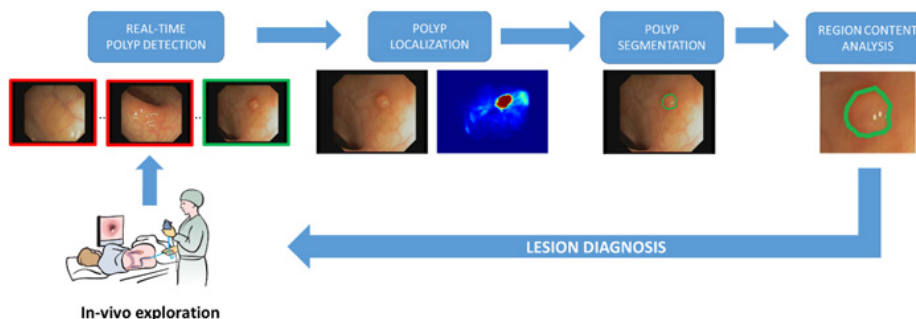 REAL-TIME
POLYP DETECTION
POLYP
LOCALIZATION
POLYP
SEGMENTATION
REGION CONTENT
ANALYSIS
LESION DIAGNOSIS
In-vivo exploration